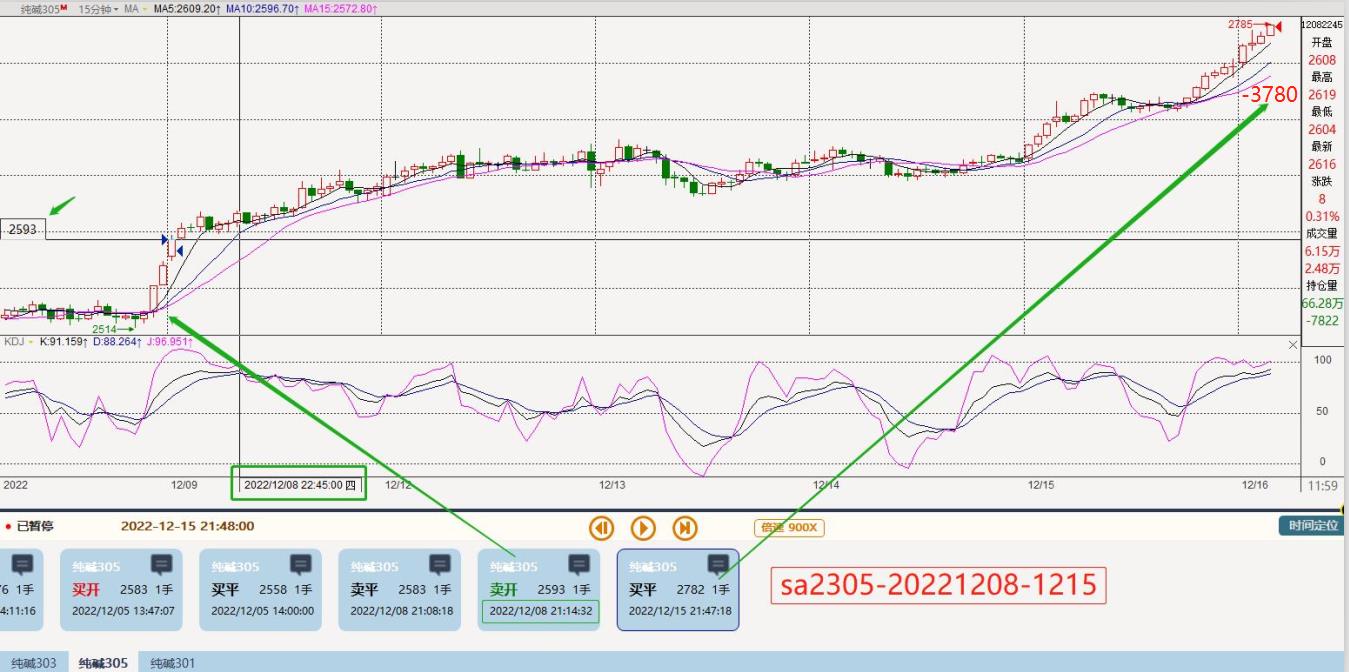 纯碱305M 15分钟 MA MA5:2609.20↑ MA10:2596.70↑ MA15:2572.80↑
2785
12082245
开盘
2608
最高
2619
最低
2604
最新
2616
涨跌
8
0.31%
成交量
6.15万
2.48万
持仓量
66.28万
-7822
-3780
2593
2514
KDJ K:91.159↑ D:88.264↑ J:96.951↑
100
50
0
2022 12/09 2022/12/08 22:45:00 四 12/12 12/13 12/14 12/15 12/16 11:59
已暂停 2022-12-15 21:48:00 倍速 900X 时间定位
76 1手
4:11:16
纯碱305
买开 2583 1手
2022/12/05 13:47:07
纯碱305
买平 2558 1手
2022/12/05 14:00:00
纯碱305
卖平 2583 1手
2022/12/08 21:08:18
纯碱305
卖开 2593 1手
2022/12/08 21:14:32
纯碱305
买平 2782 1手
2022/12/15 21:47:18
sa2305-20221208-1215
纯碱303 纯碱305 纯碱301